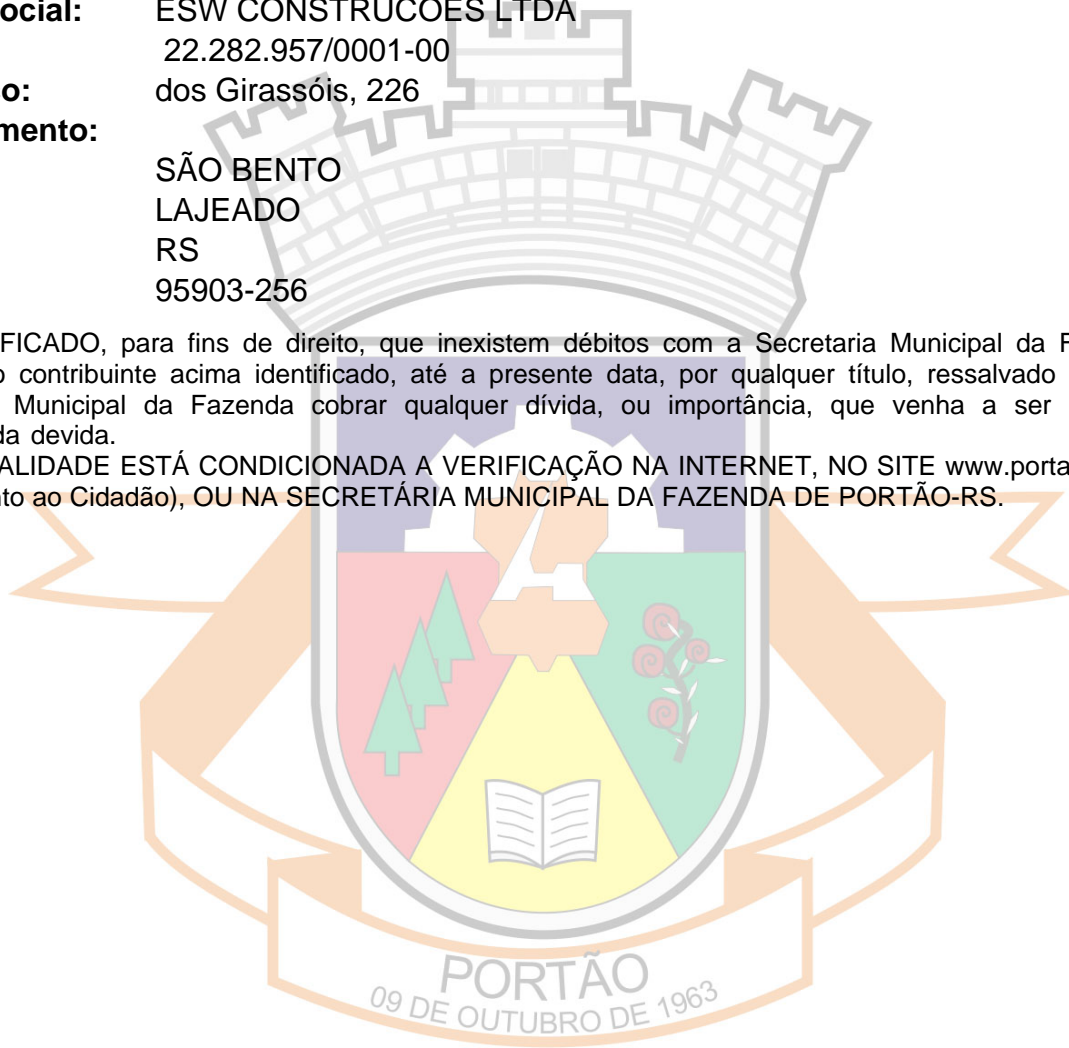 ocial: ESW CONSTRUCOES LTDA
22.282.957/0001-00
o: dos Girassóis, 226
mento:
SÃO BENTO
LAJEADO
RS
95903-256
FICADO, para fins de direito, que inexistem débitos com a Secretaria Municipal da F
o contribuinte acima identificado, até a presente data, por qualquer título, ressalvado
Municipal da Fazenda cobrar qualquer dívida, ou importância, que venha a ser
da devida.
ALIDADE ESTÁ CONDICIONADA A VERIFICAÇÃO NA INTERNET, NO SITE www.porta
nto ao Cidadão), OU NA SECRETÁRIA MUNICIPAL DA FAZENDA DE PORTÃO-RS.
PORTÃO
09 DE OUTUBRO DE 1963